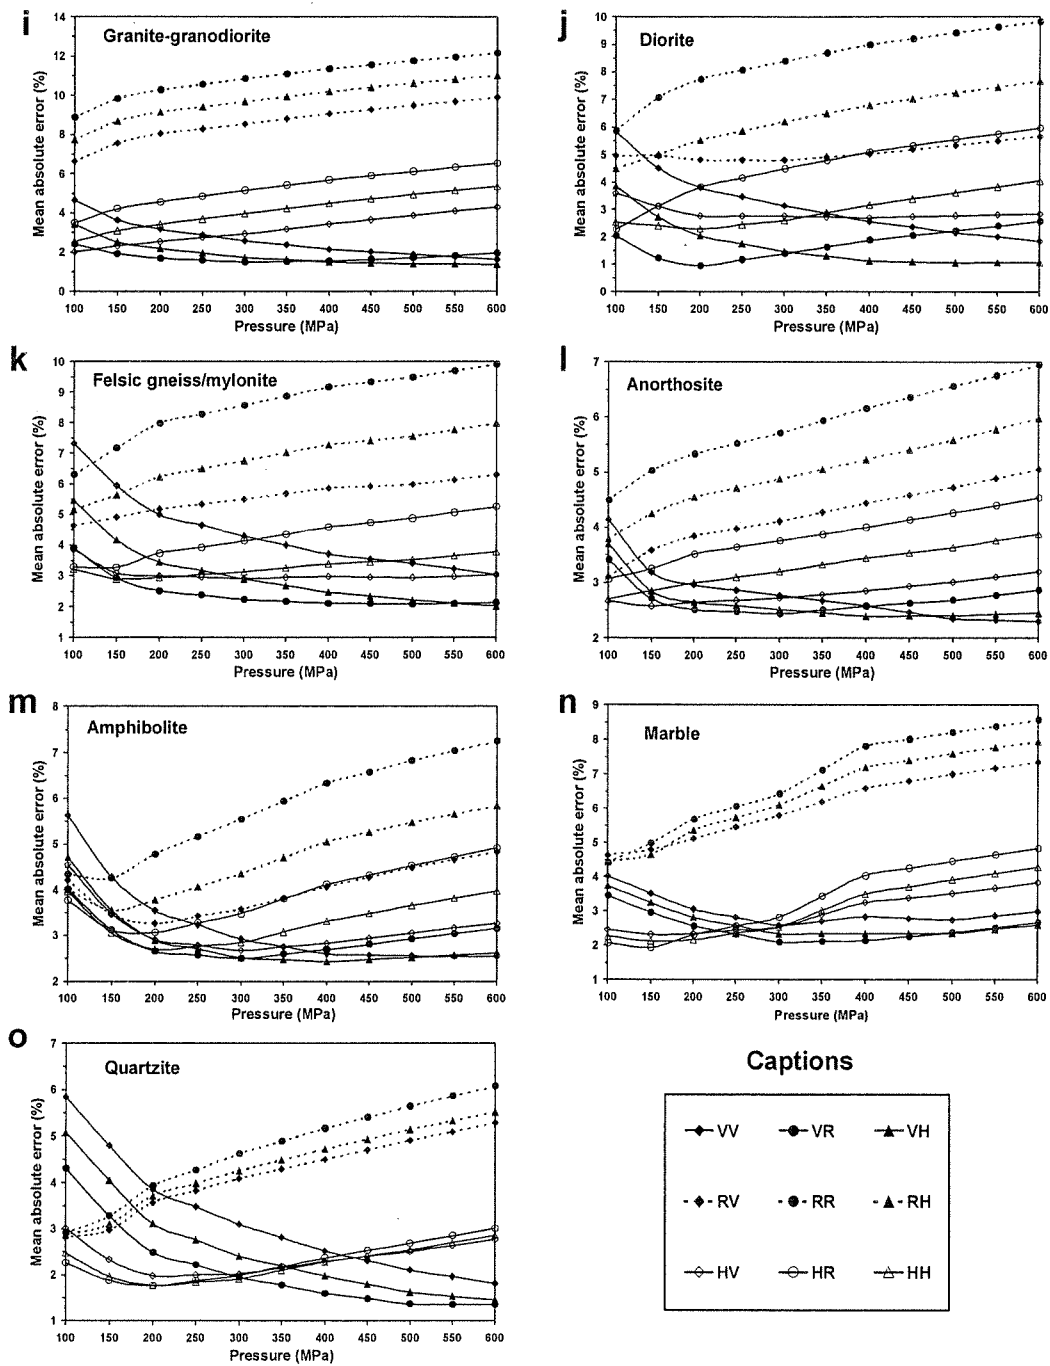 i
Granite-granodiorite
Mean absolute error (%)
14
12
10
8
6
4
2
0
100 150 200 250 300 350 400 450 500 550 600
Pressure (MPa)
j
Diorite
Mean absolute error (%)
10
9
8
7
6
5
4
3
2
1
0
100 150 200 250 300 350 400 450 500 550 600
Pressure (MPa)
k
Felsic gneiss/mylonite
Mean absolute error (%)
10
9
8
7
6
5
4
3
2
1
100 150 200 250 300 350 400 450 500 550 600
Pressure (MPa)
l
Anorthosite
Mean absolute error (%)
7
6
5
4
3
2
100 150 200 250 300 350 400 450 500 550 600
Pressure (MPa)
m
Amphibolite
Mean absolute error (%)
8
7
6
5
4
3
2
100 150 200 250 300 350 400 450 500 550 600
Pressure (MPa)
n
Marble
Mean absolute error (%)
9
8
7
6
5
4
3
2
1
100 150 200 250 300 350 400 450 500 550 600
Pressure (MPa)
o
Quartzite
Mean absolute error (%)
7
6
5
4
3
2
1
100 150 200 250 300 350 400 450 500 550 600
Pressure (MPa)
Captions
VV VR VH
RV RR RH
HV HR HH